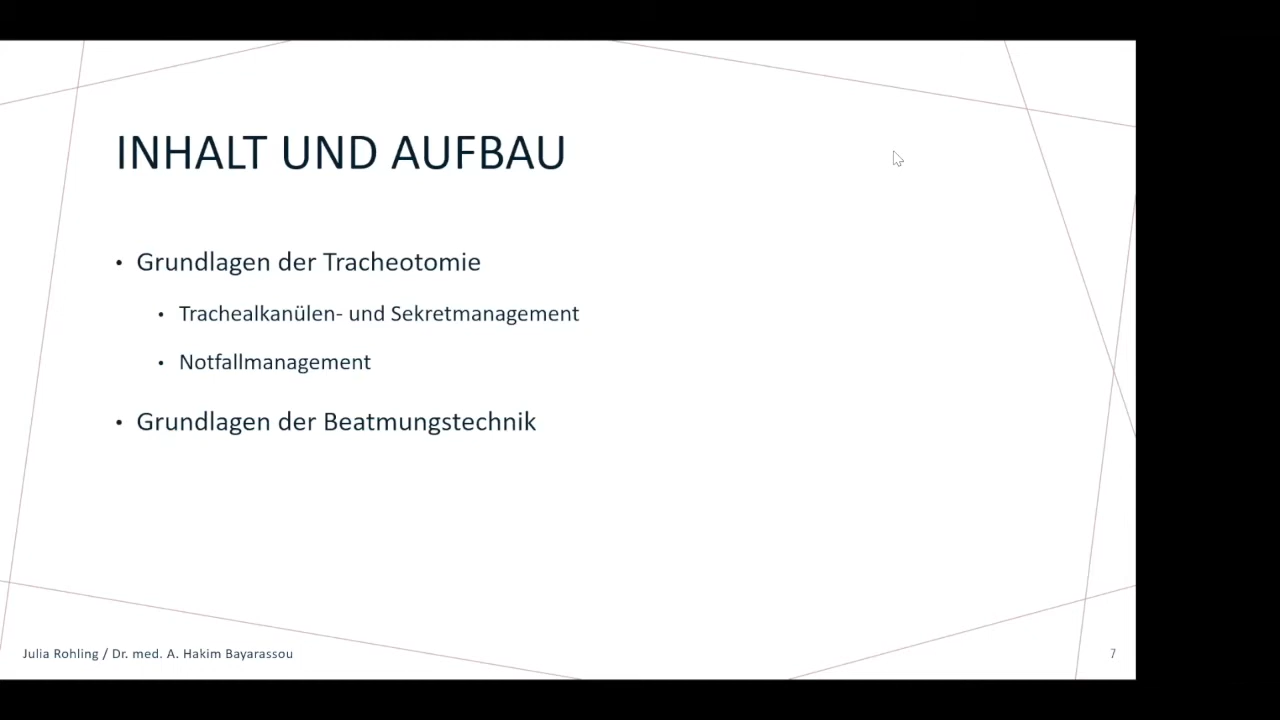 INHALT UND AUFBAU
• Grundlagen der Tracheotomie
• Trachealkanülen- und Sekretmanagement
• Notfallmanagement
• Grundlagen der Beatmungstechnik
Julia Rohling / Dr. med. A. Hakim Bayarassou
7